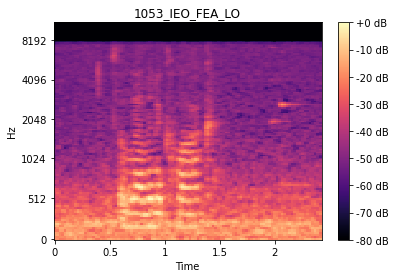 1053_IEO_FEA_LO
Hz
8192
4096
2048
1024
512
0
0
0.5
1
1.5
2
Time
+0 dB
-10 dB
-20 dB
-30 dB
-40 dB
-50 dB
-60 dB
-70 dB
-80 dB